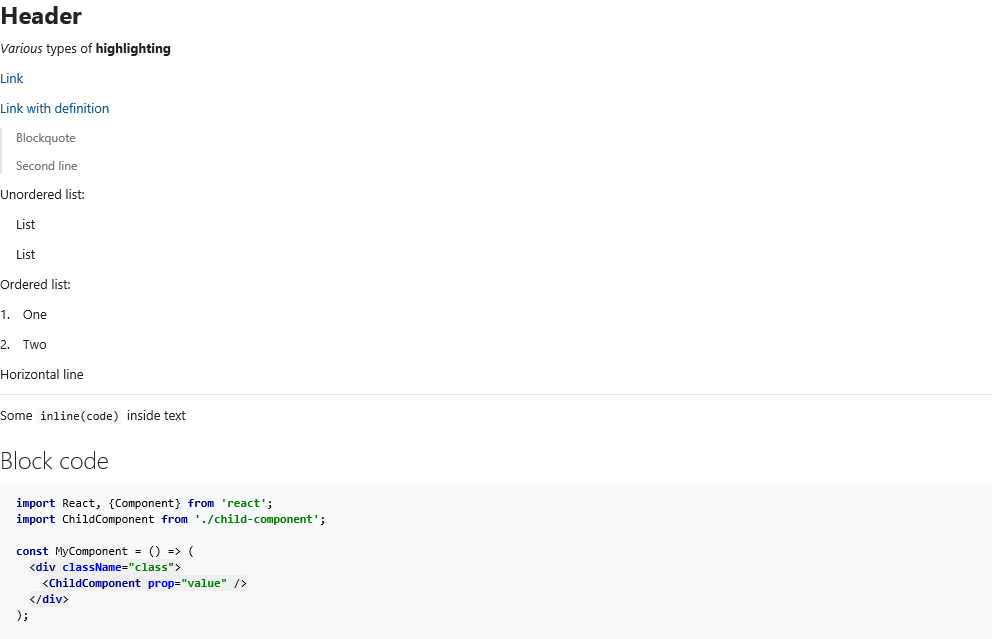 Header
Various types of highlighting
Link
Link with definition
Blockquote
Second line
Unordered list:
List
List
Ordered list:
1. One
2. Two
Horizontal line
Some inline(code) inside text
Block code
import React, {Component} from 'react';
import ChildComponent from './child-component';
const MyComponent = () => (
  <div className="class">
    <ChildComponent prop="value" />
  </div>
);